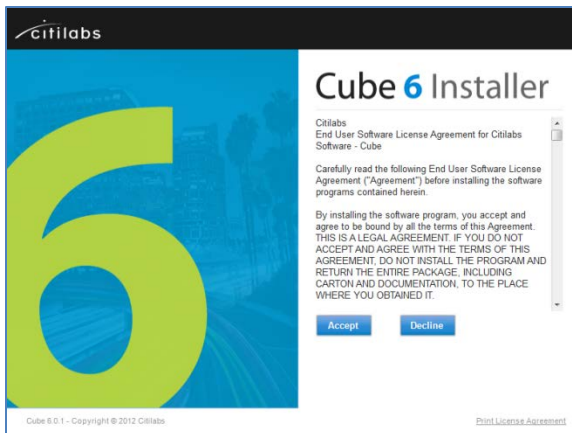 citilabs
Cube 6 Installer
Citilabs
End User Software License Agreement for Citilabs
Software - Cube
Carefully read the following End User Software License
Agreement ("Agreement") before installing the software
programs contained herein.
By installing the software program, you accept and
agree to be bound by all the terms of this Agreement.
THIS IS A LEGAL AGREEMENT. IF YOU DO NOT
ACCEPT AND AGREE WITH THE TERMS OF THIS
AGREEMENT, DO NOT INSTALL THE PROGRAM AND
RETURN THE ENTIRE PACKAGE, INCLUDING
CARTON AND DOCUMENTATION, TO THE PLACE
WHERE YOU OBTAINED IT.
Accept Decline
6
Cube 6.0.1 - Copyright © 2012 Citilabs
Print License Agreement